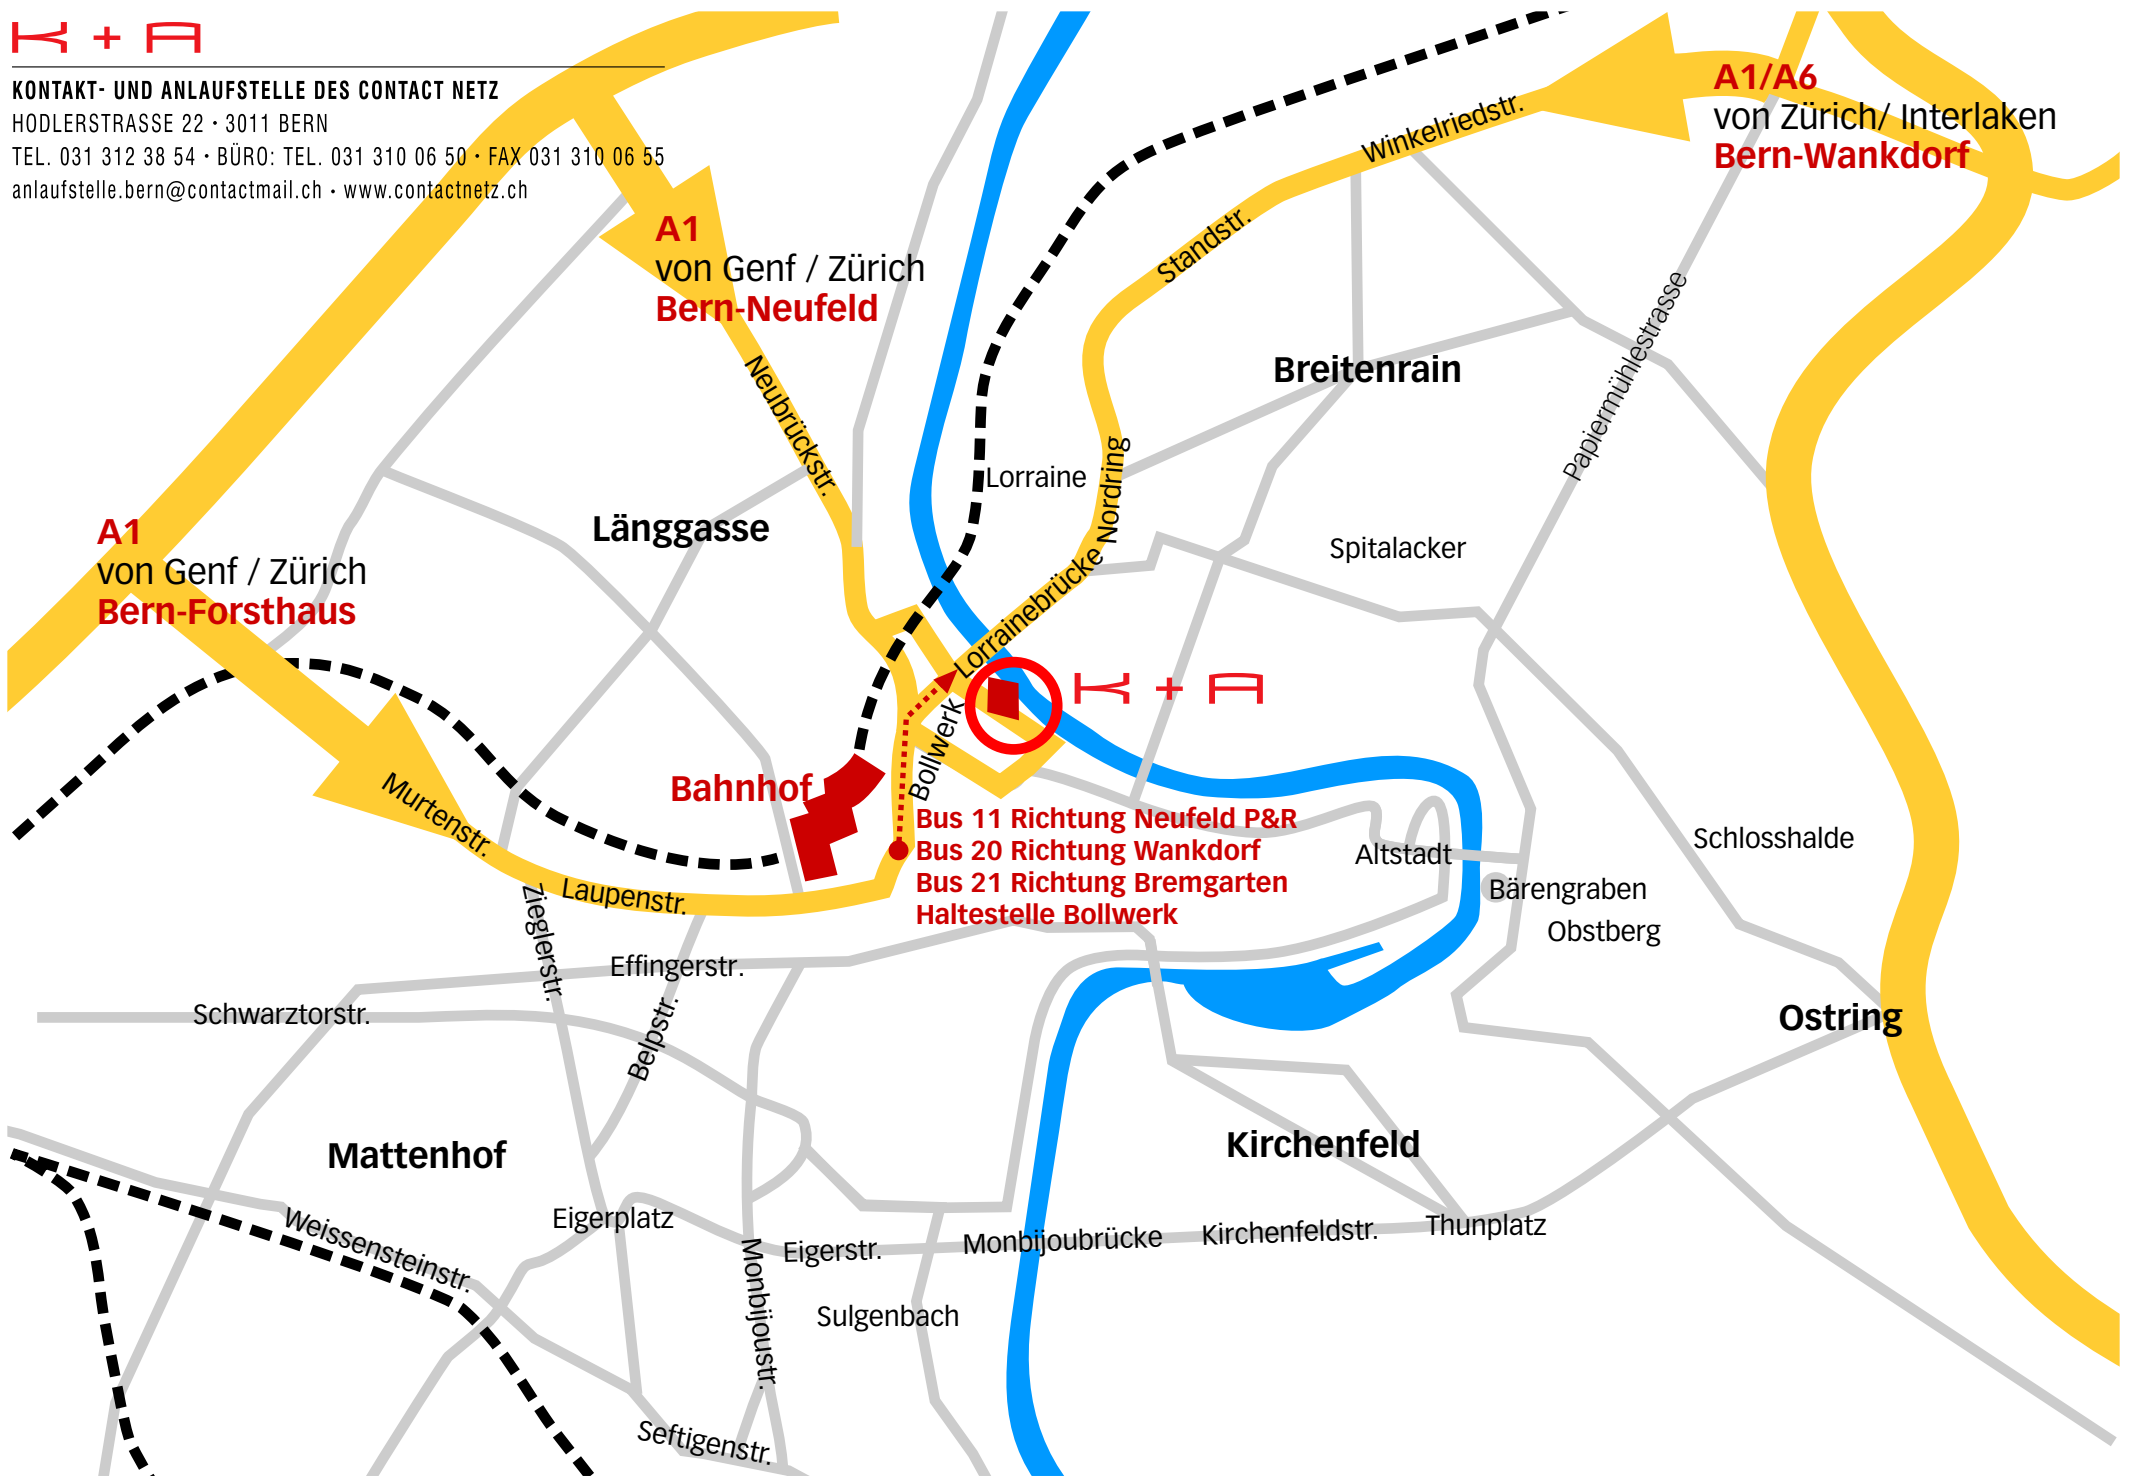 K + A
KONTAKT- UND ANLAUFSTELLE DES CONTACT NETZ
HODLERSTRASSE 22 • 3011 BERN
TEL. 031 312 38 54 • BÜRO: TEL. 031 310 06 50 • FAX 031 310 06 55
anlaufstelle.bern@contactmail.ch • www.contactnetz.ch
A1/A6
von Zürich/ Interlaken
Bern-Wankdorf
Winkelriedstr.
A1
von Genf / Zürich
Bern-Neufeld
Standstr.
Papiermühlestrasse
Neubrückstr.
Breitenrain
Lorraine
Nordring
Länggasse
A1
von Genf / Zürich
Bern-Forsthaus
Spitalacker
Lorrainebrücke
K + A
Bollwerk
Bahnhof
Murtenstr.
Bus 11 Richtung Neufeld P&R
Bus 20 Richtung Wankdorf
Bus 21 Richtung Bremgarten
Haltestelle Bollwerk
Altstadt
Schlosshalde
Bärengraben
Obstberg
Laupenstr.
Zieglerstr.
Effingerstr.
Schwarztorstr.
Belpstr.
Ostring
Mattenhof
Kirchenfeld
Weissensteinstr.
Eigerplatz
Eigerstr.
Monbijoubrücke
Kirchenfeldstr.
Thunplatz
Monbijoustr.
Sulgenbach
Seftigenstr.